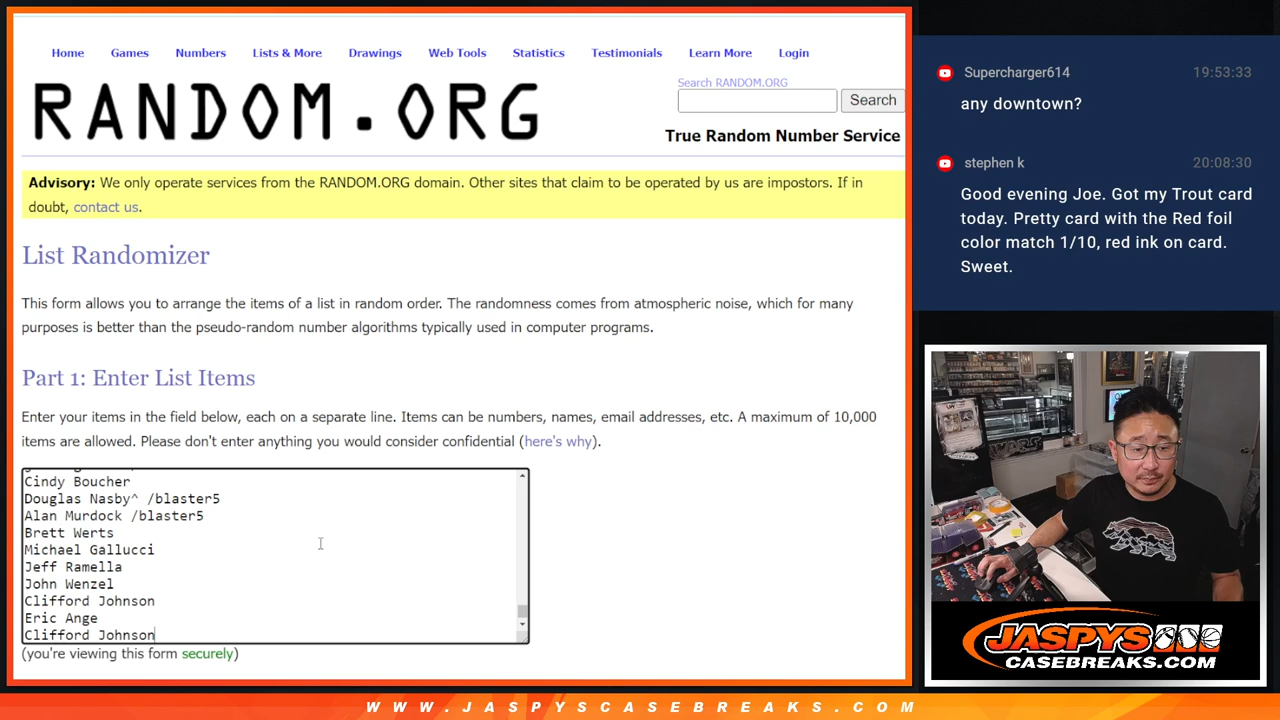 Home Games Numbers Lists & More Drawings Web Tools Statistics Testimonials Learn More Login
RANDOM.ORG
Search RANDOM.ORG
Search
True Random Number Service
Advisory: We only operate services from the RANDOM.ORG domain. Other sites that claim to be operated by us are impostors. If in
doubt, contact us.
List Randomizer
This form allows you to arrange the items of a list in random order. The randomness comes from atmospheric noise, which for many
purposes is better than the pseudo-random number algorithms typically used in computer programs.
Part 1: Enter List Items
Enter your items in the field below, each on a separate line. Items can be numbers, names, email addresses, etc. A maximum of 10,000
items are allowed. Please don't enter anything you would consider confidential (here's why).
Cindy Boucher
Douglas Nasby^ /blaster5
Alan Murdock /blaster5
Brett Werts
Michael Gallucci
Jeff Ramella
John Wenzel
Clifford Johnson
Eric Ange
Clifford Johnson
(you're viewing this form securely)
Supercharger614 19:53:33
any downtown?
stephen k 20:08:30
Good evening Joe. Got my Trout card
today. Pretty card with the Red foil
color match 1/10, red ink on card.
Sweet.
JASPYS
CASEBREAKS.COM
WWW.JASPYSCASEBREAKS.COM